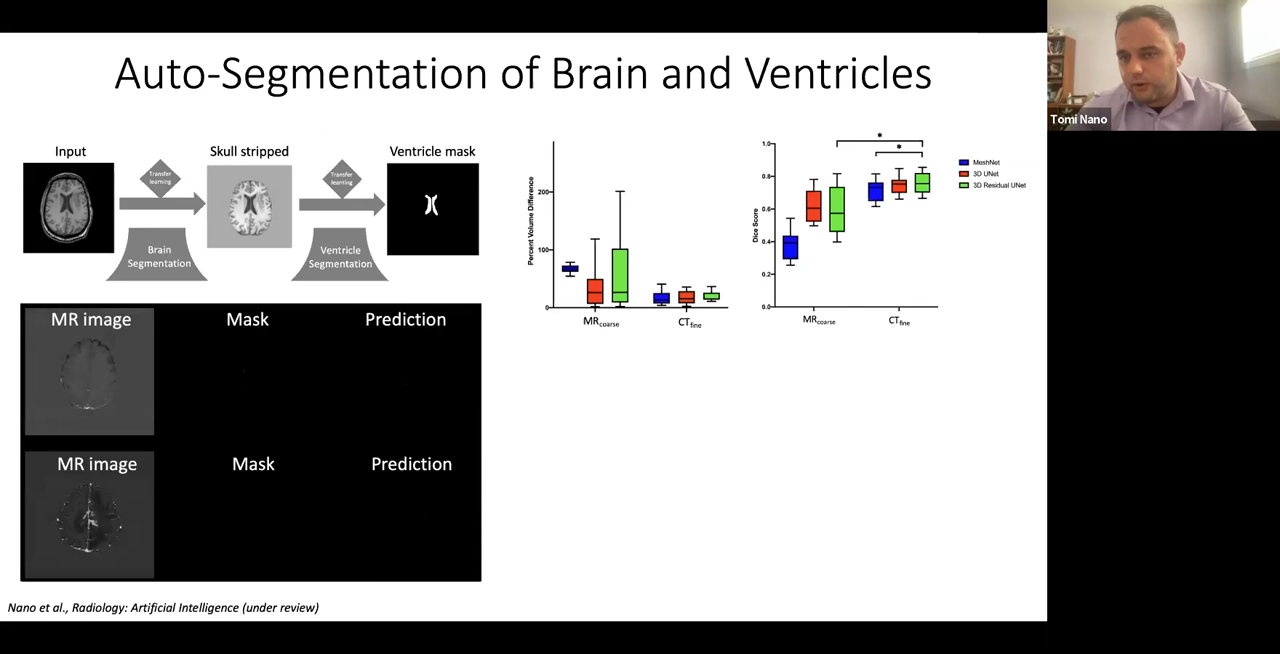 Auto-Segmentation of Brain and Ventricles
Input
Skull stripped
Ventricle mask
Transfer
learning
Transfer
learning
Brain
Segmentation
Ventricle
Segmentation
MR image
Mask
Prediction
MR image
Mask
Prediction
Percent Volume Difference
200
100
0
MRcoarse
CTfine
Dice Score
1.0
0.8
0.6
0.4
0.2
0.0
*
*
MRcoarse
CTfine
MeshNet
3D UNet
3D Residual UNet
Nano et al., Radiology: Artificial Intelligence (under review)
Tomi Nano